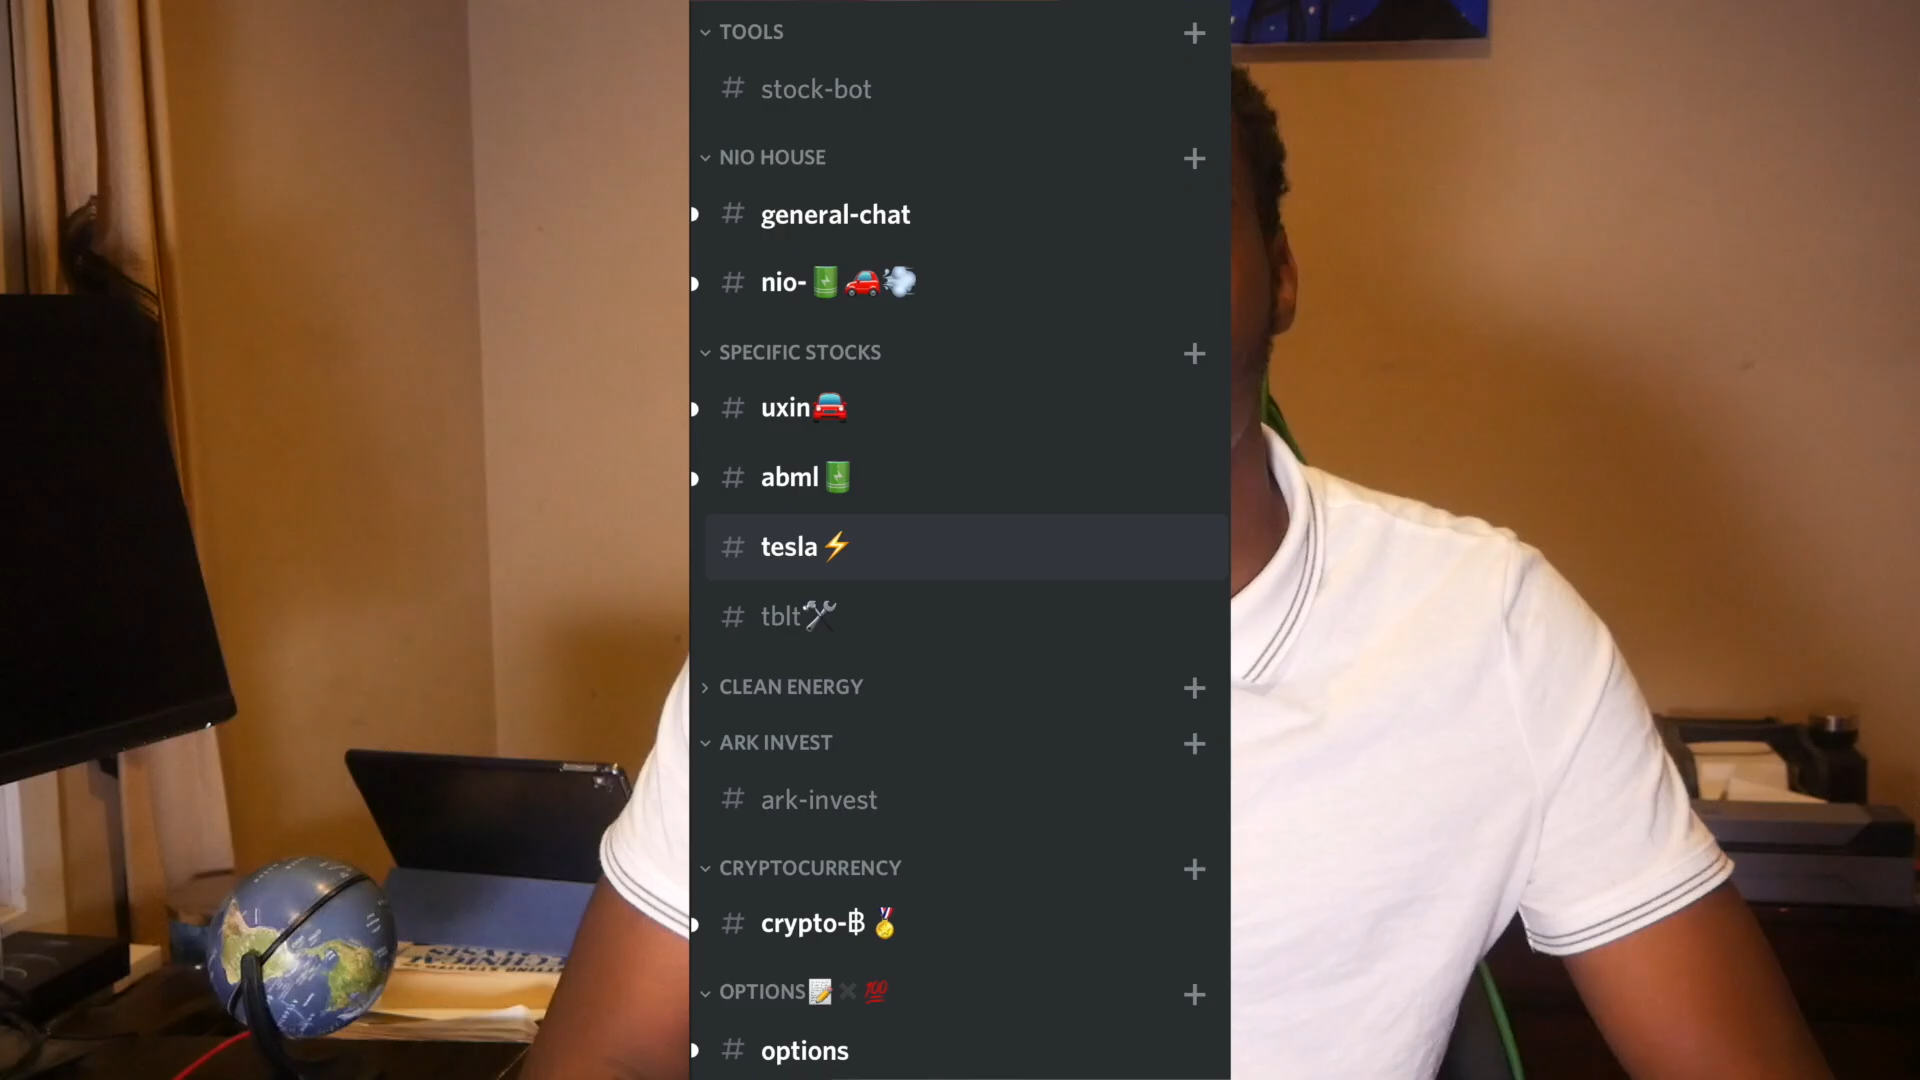 TOOLS
# stock-bot
NIO HOUSE
# general-chat
# nio-🔋🚗💨
SPECIFIC STOCKS
# uxin🚘
# abml🔋
# tesla⚡
# tblt🛠
CLEAN ENERGY
ARK INVEST
# ark-invest
CRYPTOCURRENCY
# crypto-฿🏅
OPTIONS📝✖💯
# options